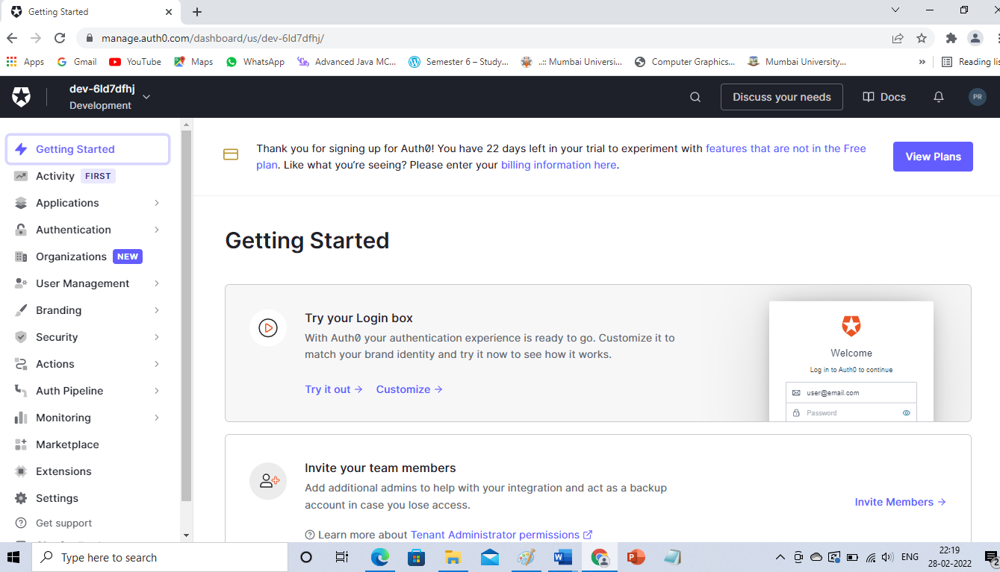 Getting Started
manage.auth0.com/dashboard/us/dev-6ld7dfhj/
Apps Gmail YouTube Maps WhatsApp Advanced Java MC... Semester 6 – Study... ..:: Mumbai Universi... Computer Graphics... Mumbai University... » Reading lis
dev-6ld7dfhj
Development
Discuss your needs
Docs
PR
Getting Started
Activity FIRST
Applications
Authentication
Organizations NEW
User Management
Branding
Security
Actions
Auth Pipeline
Monitoring
Marketplace
Extensions
Settings
Get support
Thank you for signing up for Auth0! You have 22 days left in your trial to experiment with features that are not in the Free
plan. Like what you're seeing? Please enter your billing information here.
View Plans
Getting Started
Try your Login box
With Auth0 your authentication experience is ready to go. Customize it to
match your brand identity and try it now to see how it works.
Try it out → Customize →
Welcome
Log in to Auth0 to continue
user@email.com
Password
Invite your team members
Add additional admins to help with your integration and act as a backup
account in case you lose access.
Invite Members →
Learn more about Tenant Administrator permissions
Type here to search
ENG
22:19
28-02-2022
2